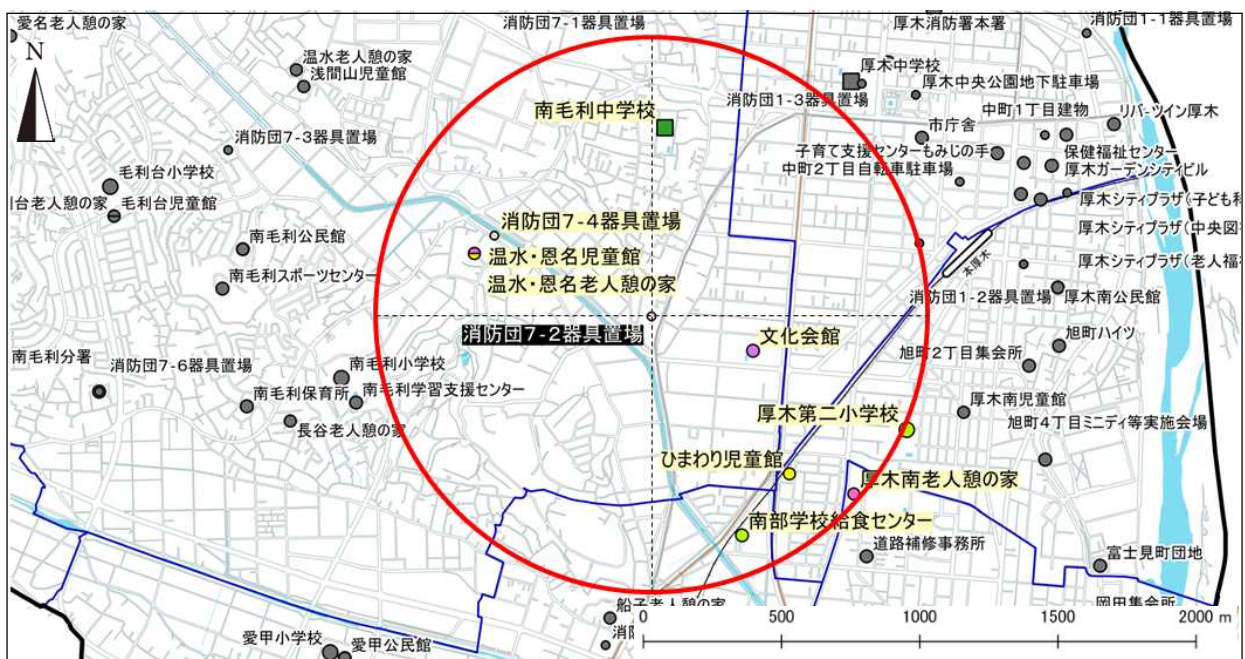 愛名老人憩の家
消防団7-1器具置場
厚木消防署本署
消防団1-1器具置場
N
温水老人憩の家
浅間山児童館
厚木中学校
厚木中央公園地下駐車場
消防団1-3器具置場
南毛利中学校
中町1丁目建物
リバーツイン厚木
市庁舎
消防団7-3器具置場
子育て支援センターもみじの手
保健福祉センター
中町2丁目自転車駐車場
厚木ガーデンシティビル
毛利台小学校
台老人憩の家
毛利台児童館
厚木シティプラザ(子ども科
消防団7-4器具置場
厚木シティプラザ(中央図
南毛利公民館
温水・恩名児童館
本厚木
厚木シティプラザ(老人福
南毛利スポーツセンター
温水・恩名老人憩の家
消防団1-2器具置場
厚木南公民館
消防団7-2器具置場
文化会館
旭町ハイツ
南毛利分署
消防団7-6器具置場
南毛利小学校
旭町2丁目集会所
南毛利保育所
南毛利学習支援センター
厚木第二小学校
厚木南児童館
長谷老人憩の家
旭町4丁目ミニデイ等実施会場
ひまわり児童館
厚木南老人憩の家
南部学校給食センター
道路補修事務所
富士見町団地
船子老人憩の家
岡田集会所
0 500 1000 1500 2000 m
愛甲小学校
愛甲公民館
消防